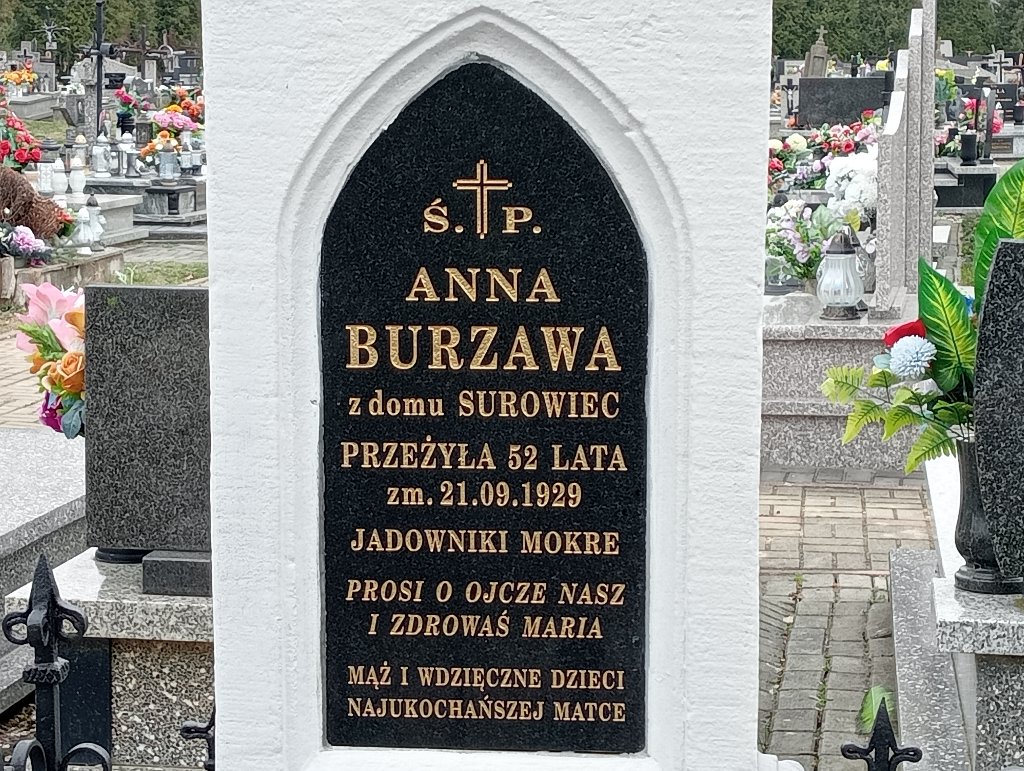 Ś. P.
ANNA
BURZAWA
z domu SUROWIEC
PRZEŻYŁA 52 LATA
zm. 21.09.1929
JADOWNIKI MOKRE
PROSI O OJCZE NASZ
I ZDROWAŚ MARIA
MĄŻ I WDZIĘCZNE DZIECI
NAJUKOCHAŃSZEJ MATCE